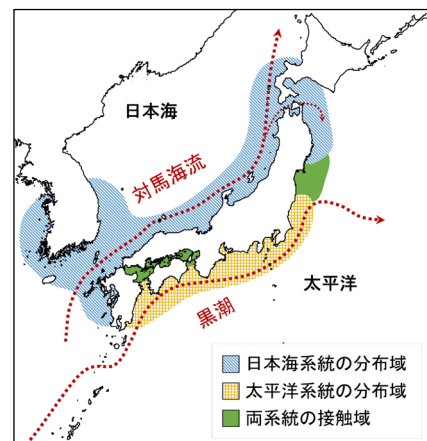 日本海
対馬海流
太平洋
黒潮
日本海系統の分布域
太平洋系統の分布域
両系統の接触域